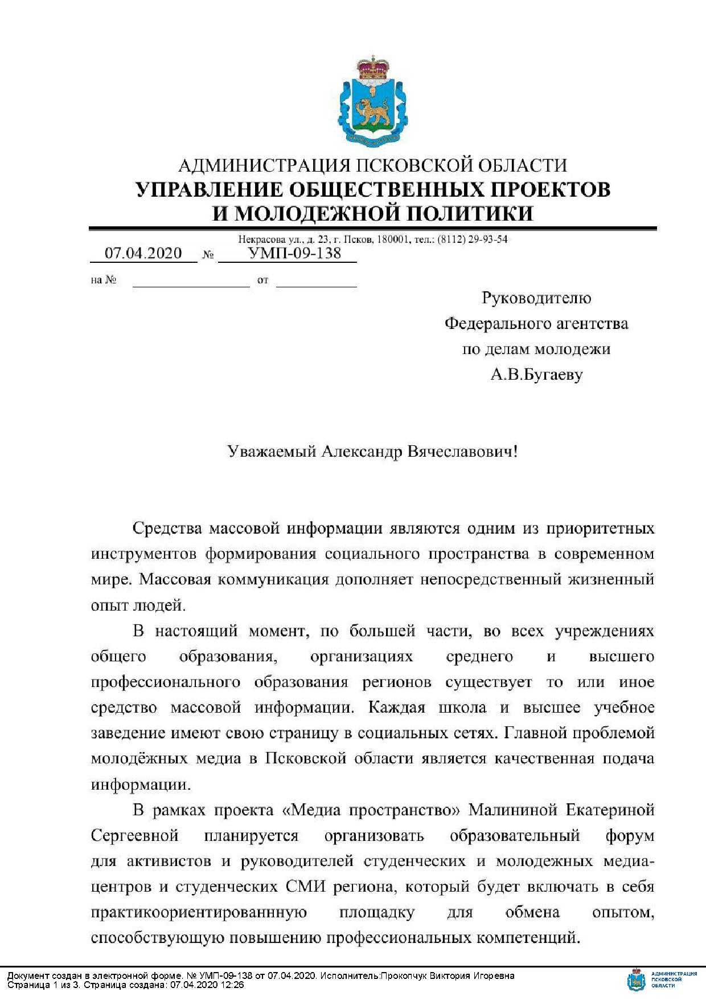 АДМИНИСТРАЦИЯ ПСКОВСКОЙ ОБЛАСТИ
УПРАВЛЕНИЕ ОБЩЕСТВЕННЫХ ПРОЕКТОВ
И МОЛОДЕЖНОЙ ПОЛИТИКИ
Некрасова ул., д. 23, г. Псков, 180001, тел.: (8112) 29-93-54
07.04.2020 № УМП-09-138
на № от
Руководителю
Федерального агентства
по делам молодежи
А.В.Бугаеву
Уважаемый Александр Вячеславович!
Средства массовой информации являются одним из приоритетных
инструментов формирования социального пространства в современном
мире. Массовая коммуникация дополняет непосредственный жизненный
опыт людей.
В настоящий момент, по большей части, во всех учреждениях
общего образования, организациях среднего и высшего
профессионального образования регионов существует то или иное
средство массовой информации. Каждая школа и высшее учебное
заведение имеют свою страницу в социальных сетях. Главной проблемой
молодёжных медиа в Псковской области является качественная подача
информации.
В рамках проекта «Медиа пространство» Малининой Екатериной
Сергеевной планируется организовать образовательный форум
для активистов и руководителей студенческих и молодежных медиа-
центров и студенческих СМИ региона, который будет включать в себя
практикоориентированнную площадку для обмена опытом,
способствующую повышению профессиональных компетенций.
Документ создан в электронной форме. № УМП-09-138 от 07.04.2020. Исполнитель:Прокопчук Виктория Игоревна
Страница 1 из 3. Страница создана: 07.04.2020 12:26
АДМИНИСТРАЦИЯ
ПСКОВСКОЙ
ОБЛАСТИ